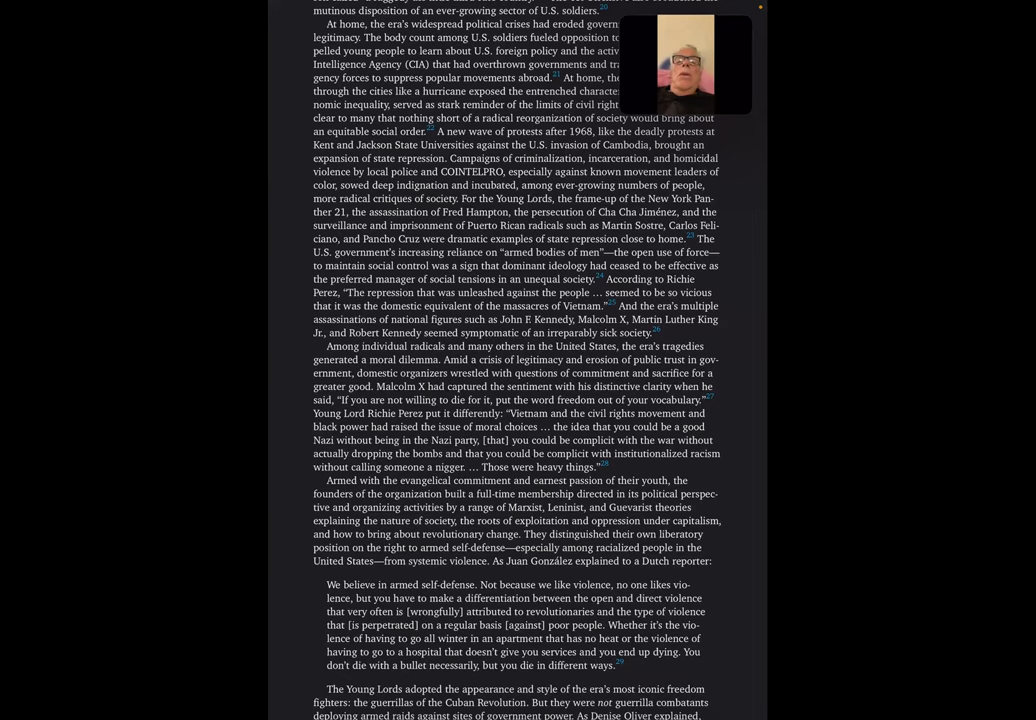 mutinous disposition of an ever-growing sector of U.S. soldiers.20
At home, the era's widespread political crises had eroded govern
legitimacy. The body count among U.S. soldiers fueled opposition to
pelled young people to learn about U.S. foreign policy and the activ
Intelligence Agency (CIA) that had overthrown governments and tra
gency forces to suppress popular movements abroad.21 At home, the
through the cities like a hurricane exposed the entrenched characte
nomic inequality, served as stark reminder of the limits of civil right
clear to many that nothing short of a radical reorganization of society would bring about
an equitable social order.22 A new wave of protests after 1968, like the deadly protests at
Kent and Jackson State Universities against the U.S. invasion of Cambodia, brought an
expansion of state repression. Campaigns of criminalization, incarceration, and homicidal
violence by local police and COINTELPRO, especially against known movement leaders of
color, sowed deep indignation and incubated, among ever-growing numbers of people,
more radical critiques of society. For the Young Lords, the frame-up of the New York Pan-
ther 21, the assassination of Fred Hampton, the persecution of Cha Cha Jiménez, and the
surveillance and imprisonment of Puerto Rican radicals such as Martin Sostre, Carlos Feli-
ciano, and Pancho Cruz were dramatic examples of state repression close to home.23 The
U.S. government's increasing reliance on “armed bodies of men”—the open use of force—
to maintain social control was a sign that dominant ideology had ceased to be effective as
the preferred manager of social tensions in an unequal society.24 According to Richie
Perez, “The repression that was unleashed against the people … seemed to be so vicious
that it was the domestic equivalent of the massacres of Vietnam.”25 And the era's multiple
assassinations of national figures such as John F. Kennedy, Malcolm X, Martin Luther King
Jr., and Robert Kennedy seemed symptomatic of an irreparably sick society.26
Among individual radicals and many others in the United States, the era's tragedies
generated a moral dilemma. Amid a crisis of legitimacy and erosion of public trust in gov-
ernment, domestic organizers wrestled with questions of commitment and sacrifice for a
greater good. Malcolm X had captured the sentiment with his distinctive clarity when he
said, “If you are not willing to die for it, put the word freedom out of your vocabulary.”27
Young Lord Richie Perez put it differently: “Vietnam and the civil rights movement and
black power had raised the issue of moral choices … the idea that you could be a good
Nazi without being in the Nazi party, [that] you could be complicit with the war without
actually dropping the bombs and that you could be complicit with institutionalized racism
without calling someone a nigger. … Those were heavy things.”28
Armed with the evangelical commitment and earnest passion of their youth, the
founders of the organization built a full-time membership directed in its political perspec-
tive and organizing activities by a range of Marxist, Leninist, and Guevarist theories
explaining the nature of society, the roots of exploitation and oppression under capitalism,
and how to bring about revolutionary change. They distinguished their own liberatory
position on the right to armed self-defense—especially among racialized people in the
United States—from systemic violence. As Juan González explained to a Dutch reporter:
We believe in armed self-defense. Not because we like violence, no one likes vio-
lence, but you have to make a differentiation between the open and direct violence
that very often is [wrongfully] attributed to revolutionaries and the type of violence
that [is perpetrated] on a regular basis [against] poor people. Whether it's the vio-
lence of having to go all winter in an apartment that has no heat or the violence of
having to go to a hospital that doesn't give you services and you end up dying. You
don't die with a bullet necessarily, but you die in different ways.29
The Young Lords adopted the appearance and style of the era's most iconic freedom
fighters: the guerrillas of the Cuban Revolution. But they were not guerrilla combatants
deploying armed raids against sites of government power. As Denise Oliver explained,